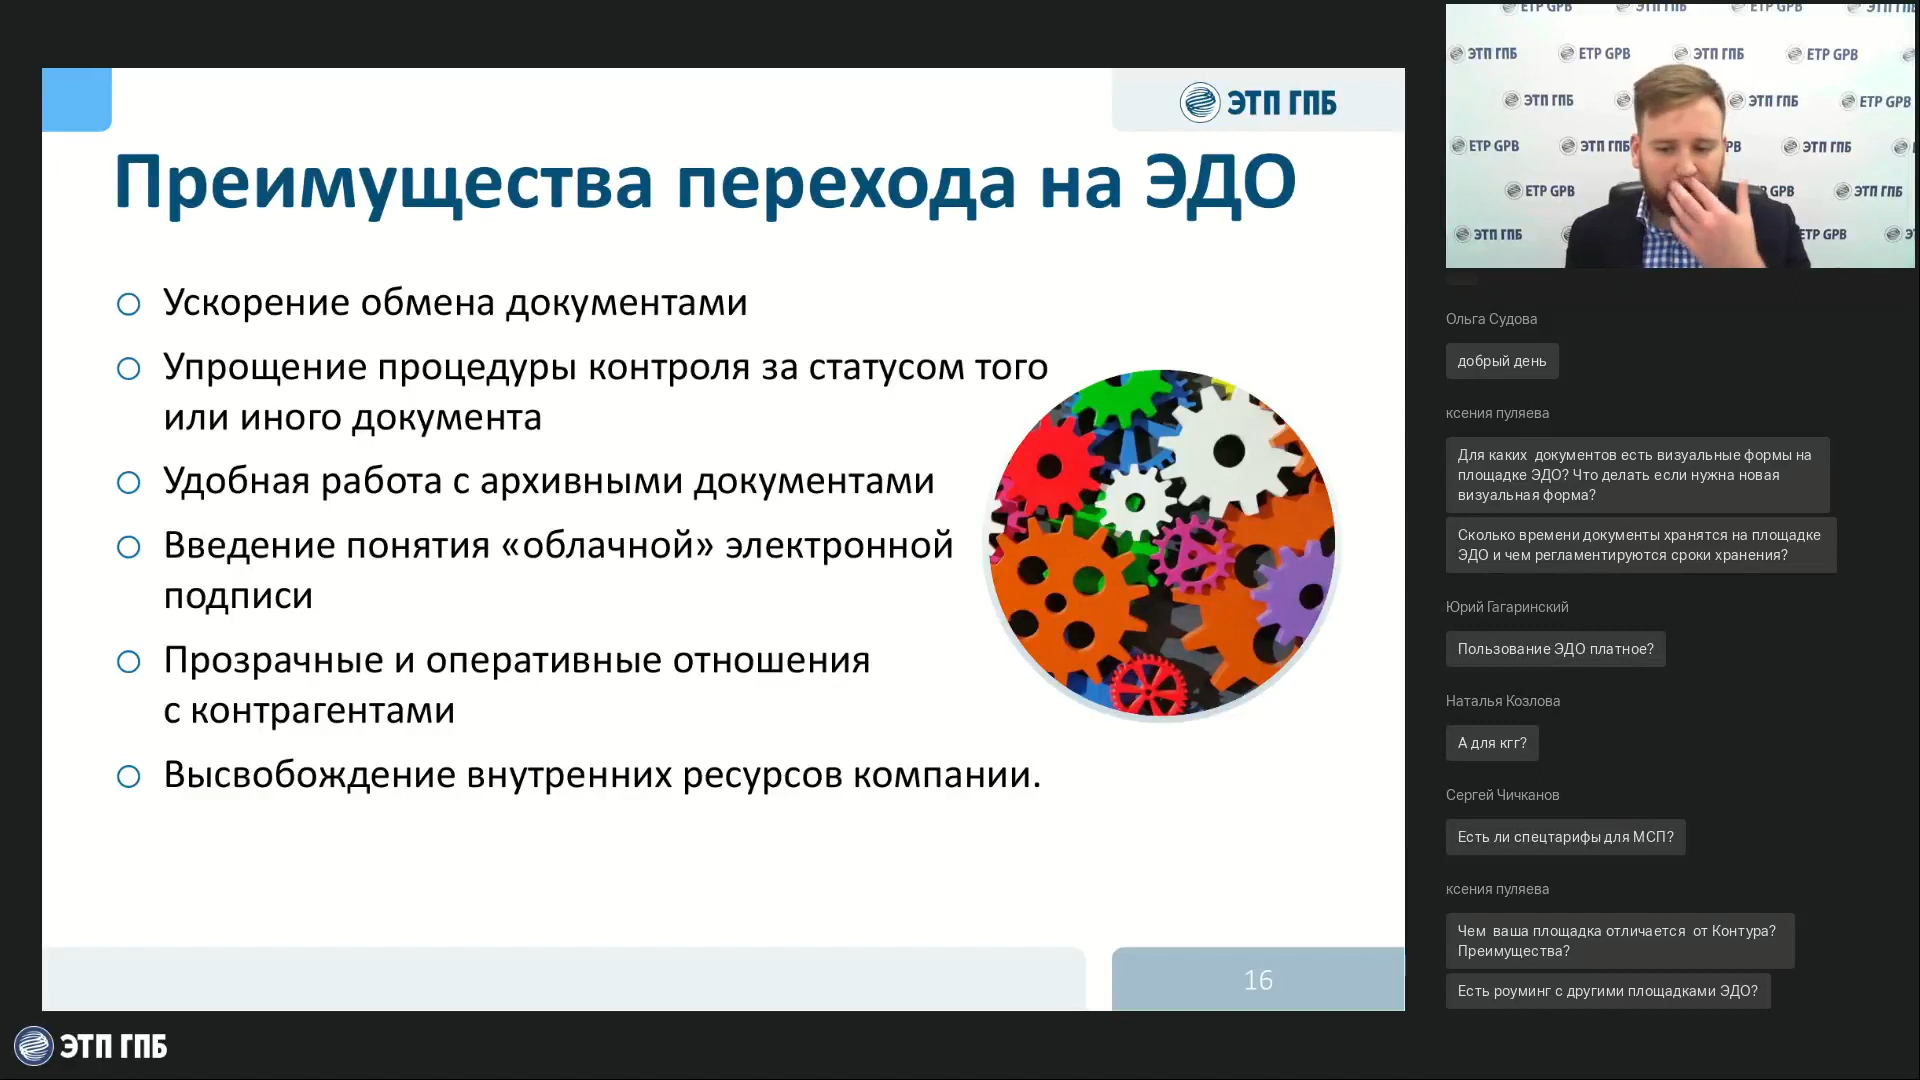 ЭТП ГПБ
Преимущества перехода на ЭДО
Ускорение обмена документами
Упрощение процедуры контроля за статусом того
или иного документа
Удобная работа с архивными документами
Введение понятия «облачной» электронной
подписи
Прозрачные и оперативные отношения
с контрагентами
Высвобождение внутренних ресурсов компании.
16
ЭТП ГПБ
ETP GPB ЭТП ГПБ ETP GPB ЭТП ГПБ
ЭТП ГПБ ETP GPB ЭТП ГПБ ETP GPB
ЭТП ГПБ ЭТП ГПБ ETP GPB
ETP GPB ЭТП ГПБ ЭТП ГПБ
ETP GPB GPB ЭТП ГПБ
ЭТП ГПБ ETP GPB
Ольга Судова
добрый день
ксения пуляева
Для каких документов есть визуальные формы на
площадке ЭДО? Что делать если нужна новая
визуальная форма?
Сколько времени документы хранятся на площадке
ЭДО и чем регламентируются сроки хранения?
Юрий Гагаринский
Пользование ЭДО платное?
Наталья Козлова
А для кгг?
Сергей Чичканов
Есть ли спецтарифы для МСП?
ксения пуляева
Чем ваша площадка отличается от Контура?
Преимущества?
Есть роуминг с другими площадками ЭДО?